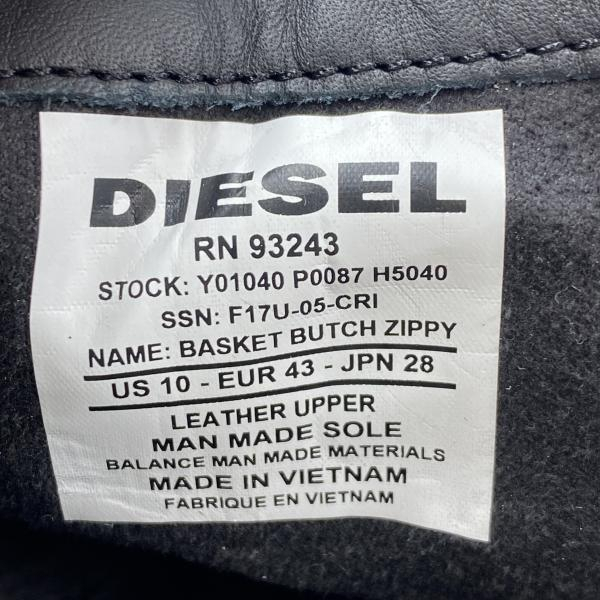 DIESEL
RN 93243
STOCK: Y01040 P0087 H5040
SSN: F17U-05-CRI
NAME: BASKET BUTCH ZIPPY
US 10 - EUR 43 - JPN 28
LEATHER UPPER
MAN MADE SOLE
BALANCE MAN MADE MATERIALS
MADE IN VIETNAM
FABRIQUE EN VIETNAM